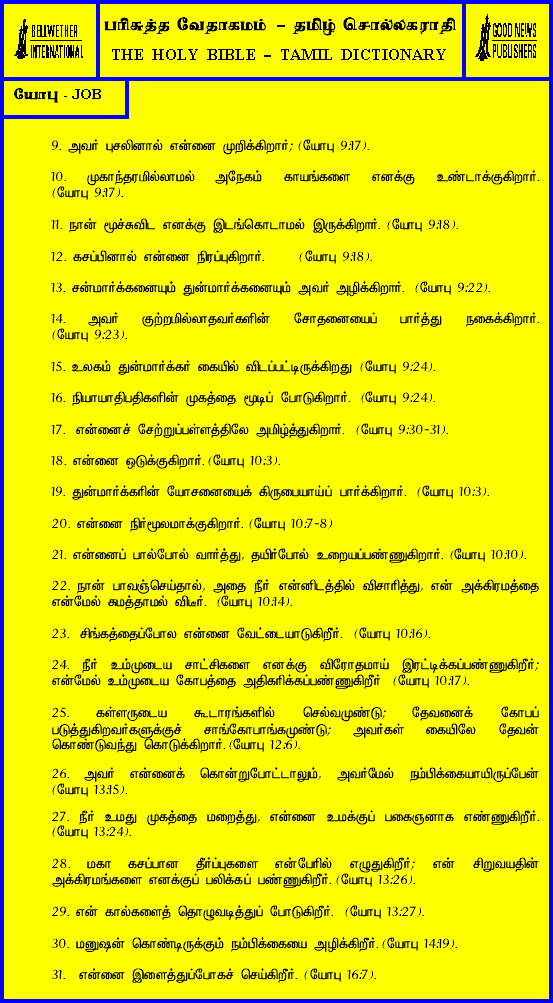 BELLWETHER
INTERNATIONAL
பரிசுத்த வேதாகமம் – தமிழ் சொல்லகராதி
THE HOLY BIBLE – TAMIL DICTIONARY
GOOD NEWS
PUBLISHERS
யோபு - JOB
9. அவர் புசலினால் என்னை முறிக்கிறார்; (யோபு 9:17).
10. முகாந்தரமில்லாமல் அநேகம் காயங்களை எனக்கு உண்டாக்குகிறார்.
(யோபு 9:17).
11. நான் மூச்சுவிட எனக்கு இடங்கொடாமல் இருக்கிறார். (யோபு 9:18).
12. கசப்பினால் என்னை நிரப்புகிறார். (யோபு 9:18).
13. சன்மார்க்கனையும் துன்மார்க்கனையும் அவர் அழிக்கிறார். (யோபு 9:22).
14. அவர் குற்றமில்லாதவர்களின் சோதனையைப் பார்த்து நகைக்கிறார்.
(யோபு 9:23).
15. உலகம் துன்மார்க்கர் கையில் விடப்பட்டிருக்கிறது (யோபு 9:24).
16. நியாயாதிபதிகளின் முகத்தை மூடிப் போடுகிறார். (யோபு 9:24).
17. என்னைச் சேற்றுப்பள்ளத்திலே அமிழ்த்துகிறார். (யோபு 9:30-31).
18. என்னை ஒடுக்குகிறார். (யோபு 10:3).
19. துன்மார்க்கரின் யோசனையைக் கிருபையாய்ப் பார்க்கிறார். (யோபு 10:3).
20. என்னை நிர்மூலமாக்குகிறார். (யோபு 10:7-8)
21. என்னைப் பால்போல் வார்த்து, தயிர்போல் உறையப்பண்ணுகிறார். (யோபு 10:10).
22. நான் பாவஞ்செய்தால், அதை நீர் என்னிடத்தில் விசாரித்து, என் அக்கிரமத்தை
என்மேல் சுமத்தாமல் விடீர். (யோபு 10:14).
23. சிங்கத்தைப்போல என்னை வேட்டையாடுகிறீர். (யோபு 10:16).
24. நீர் உம்முடைய சாட்சிகளை எனக்கு விரோதமாய் இரட்டிக்கப்பண்ணுகிறீர்;
என்மேல் உம்முடைய கோபத்தை அதிகரிக்கப்பண்ணுகிறீர் (யோபு 10:17).
25. கள்ளருடைய கூடாரங்களில் செல்வமுண்டு; தேவனைக் கோபப்
படுத்துகிறவர்களுக்குச் சாங்கோபாங்கமுண்டு; அவர்கள் கையிலே தேவன்
கொண்டுவந்து கொடுக்கிறார். (யோபு 12:6).
26. அவர் என்னைக் கொன்றுபோட்டாலும், அவர்மேல் நம்பிக்கையாயிருப்பேன்
(யோபு 13:15).
27. நீர் உமது முகத்தை மறைத்து, என்னை உமக்குப் பகைஞனாக எண்ணுகிறீர்.
(யோபு 13:24).
28. மகா கசப்பான தீர்ப்புகளை என்பேரில் எழுதுகிறீர்; என் சிறுவயதின்
அக்கிரமங்களை எனக்குப் பலிக்கப் பண்ணுகிறீர். (யோபு 13:26).
29. என் கால்களைத் தொழுவடித்துப் போடுகிறீர். (யோபு 13:27).
30. மனுஷன் கொண்டிருக்கும் நம்பிக்கையை அழிக்கிறீர். (யோபு 14:19).
31. என்னை இளைத்துப்போகச் செய்கிறீர். (யோபு 16:7).